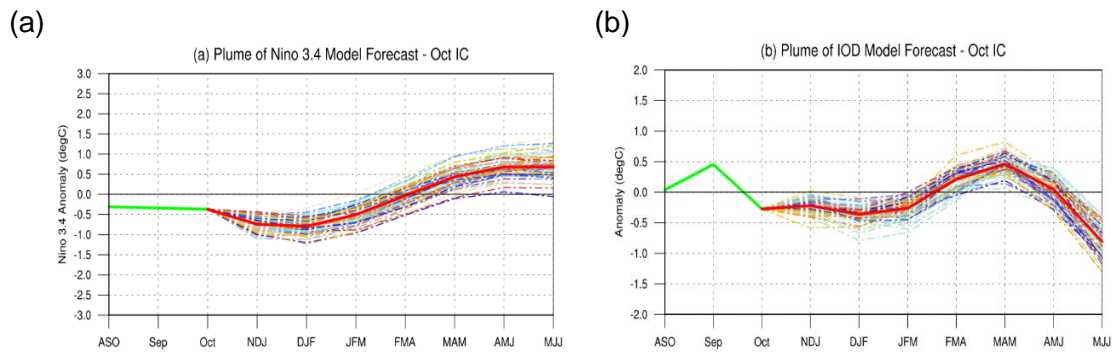 (a)
(b)
(a) Plume of Nino 3.4 Model Forecast - Oct IC
3.0
2.5
2.0
1.5
1.0
0.5
0.0
-0.5
-1.0
-1.5
-2.0
-2.5
-3.0
Nino 3.4 Anomaly (degC)
ASO Sep Oct NDJ DJF JFM FMA MAM AMJ MJJ
(b) Plume of IOD Model Forecast - Oct IC
2.0
1.5
1.0
0.5
0.0
-0.5
-1.0
-1.5
-2.0
Anomaly (degC)
ASO Sep Oct NDJ DJF JFM FMA MAM AMJ MJJ